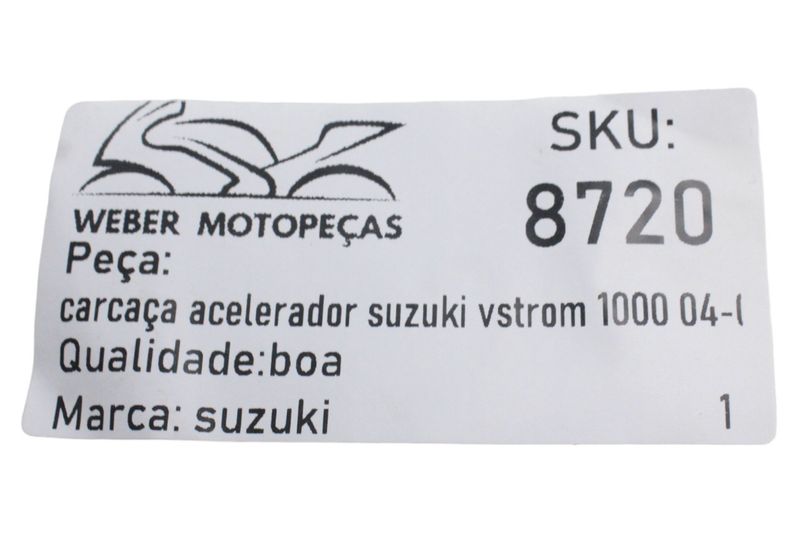 WEBER MOTOPEÇAS
SKU:
8720
Peça:
carcaça acelerador suzuki vstrom 1000 04-
Qualidade:boa
Marca: suzuki
1